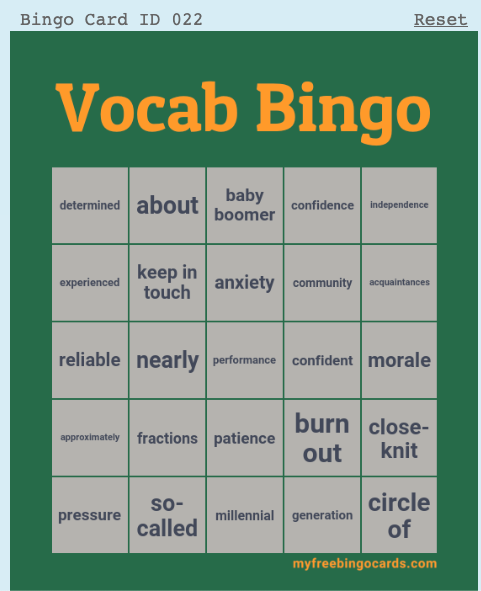 Bingo Card ID 022 Reset
Vocab Bingo
determined about baby boomer confidence independence
experienced keep in touch anxiety community acquaintances
reliable nearly performance confident morale
approximately fractions patience burn out close-knit
pressure so-called millennial generation circle of
myfreebingocards.com